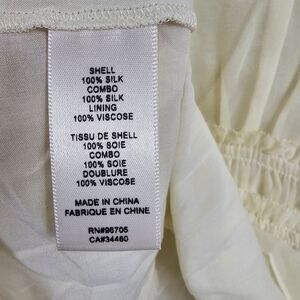 SHELL
100% SILK
COMBO
100% SILK
LINING
100% VISCOSE
TISSU DE SHELL
100% SOIE
COMBO
100% SOIE
DOUBLURE
100% VISCOSE
MADE IN CHINA
FABRIQUE EN CHINE
RN#98705
CA#34460